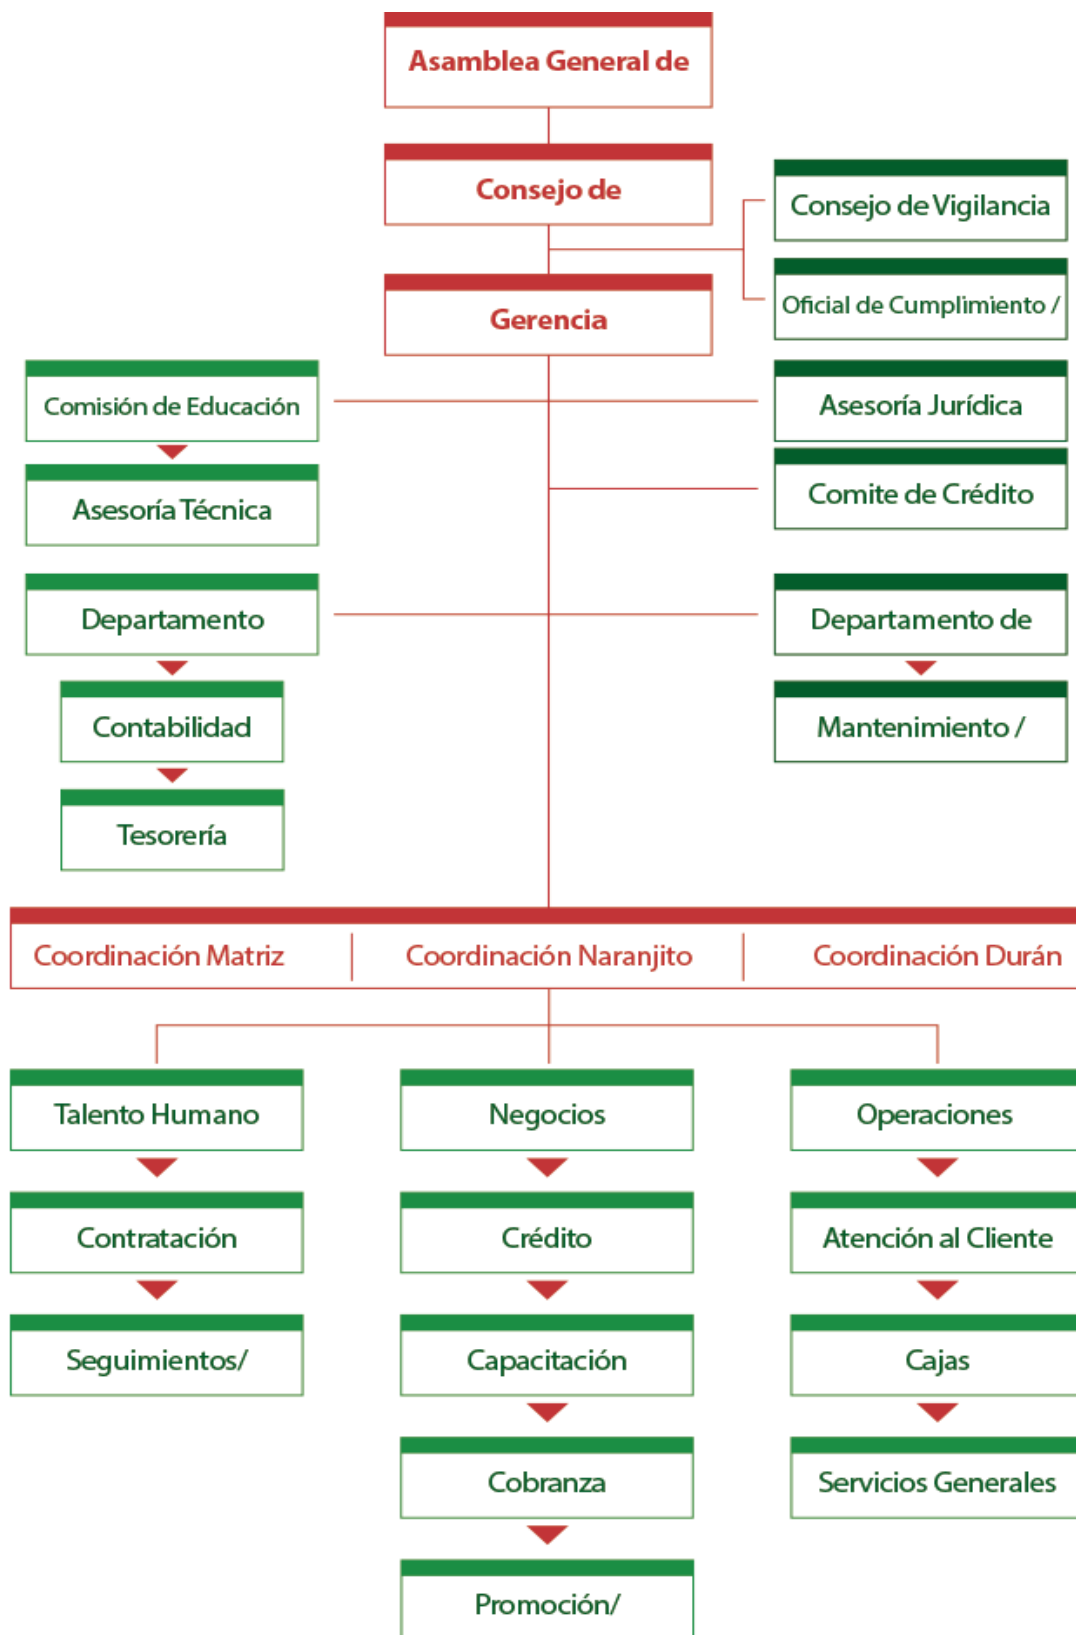 Asamblea General de
Consejo de
Consejo de Vigilancia
Oficial de Cumplimiento /
Gerencia
Comisión de Educación
Asesoría Jurídica
Asesoría Técnica
Comite de Crédito
Departamento
Departamento de
Contabilidad
Mantenimiento /
Tesorería
Coordinación Matriz
Coordinación Naranjito
Coordinación Durán
Talento Humano
Negocios
Operaciones
Contratación
Crédito
Atención al Cliente
Seguimientos/
Capacitación
Cajas
Cobranza
Servicios Generales
Promoción/